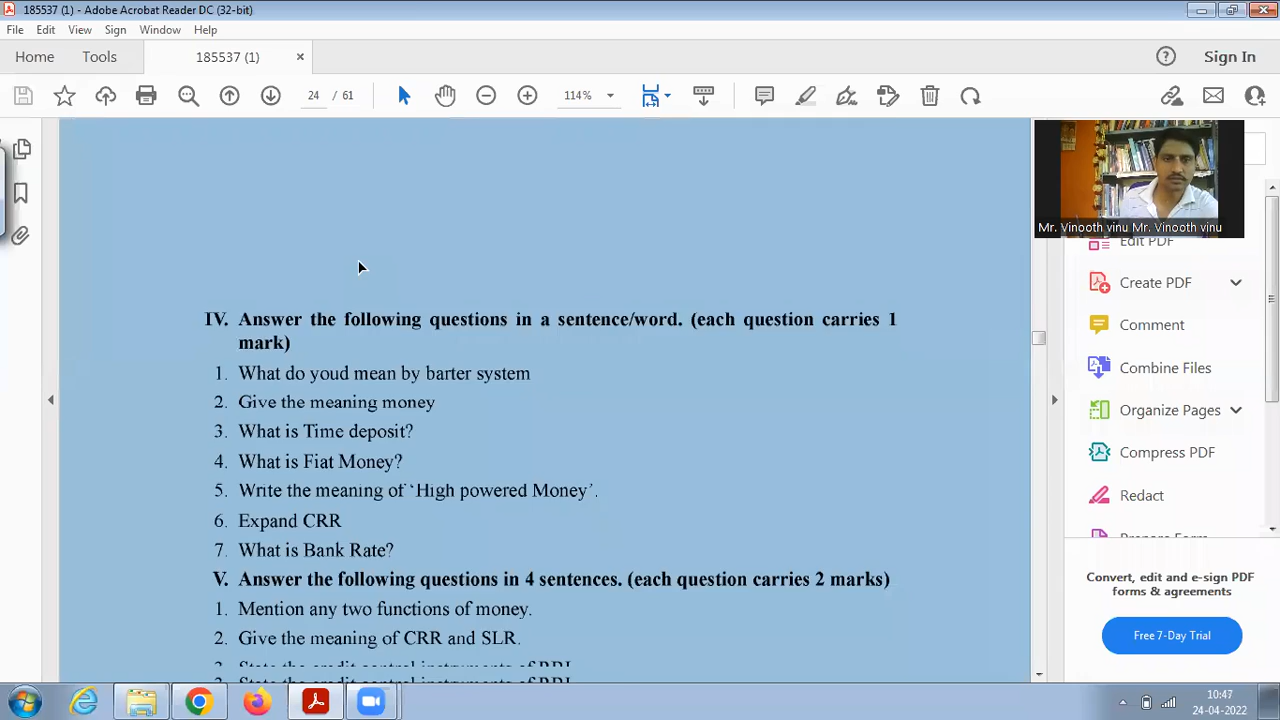 185537 (1) - Adobe Acrobat Reader DC (32-bit)
File Edit View Sign Window Help
Home Tools 185537 (1) × Sign In
24 / 61 114%
Mr. Vinooth vinu Mr. Vinooth vinu
Edit PDF
Create PDF
Comment
Combine Files
Organize Pages
Compress PDF
Redact
Convert, edit and e-sign PDF
forms & agreements
Free 7-Day Trial
IV. Answer the following questions in a sentence/word. (each question carries 1
mark)
1. What do youd mean by barter system
2. Give the meaning money
3. What is Time deposit?
4. What is Fiat Money?
5. Write the meaning of 'High powered Money'.
6. Expand CRR
7. What is Bank Rate?
V. Answer the following questions in 4 sentences. (each question carries 2 marks)
1. Mention any two functions of money.
2. Give the meaning of CRR and SLR.
10:47
24-04-2022